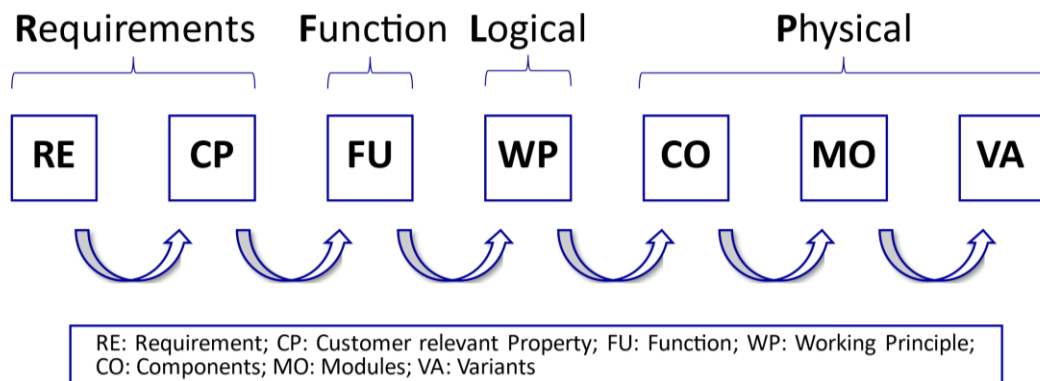 Requirements Function Logical Physical
RE CP FU WP CO MO VA
RE: Requirement; CP: Customer relevant Property; FU: Function; WP: Working Principle;
CO: Components; MO: Modules; VA: Variants